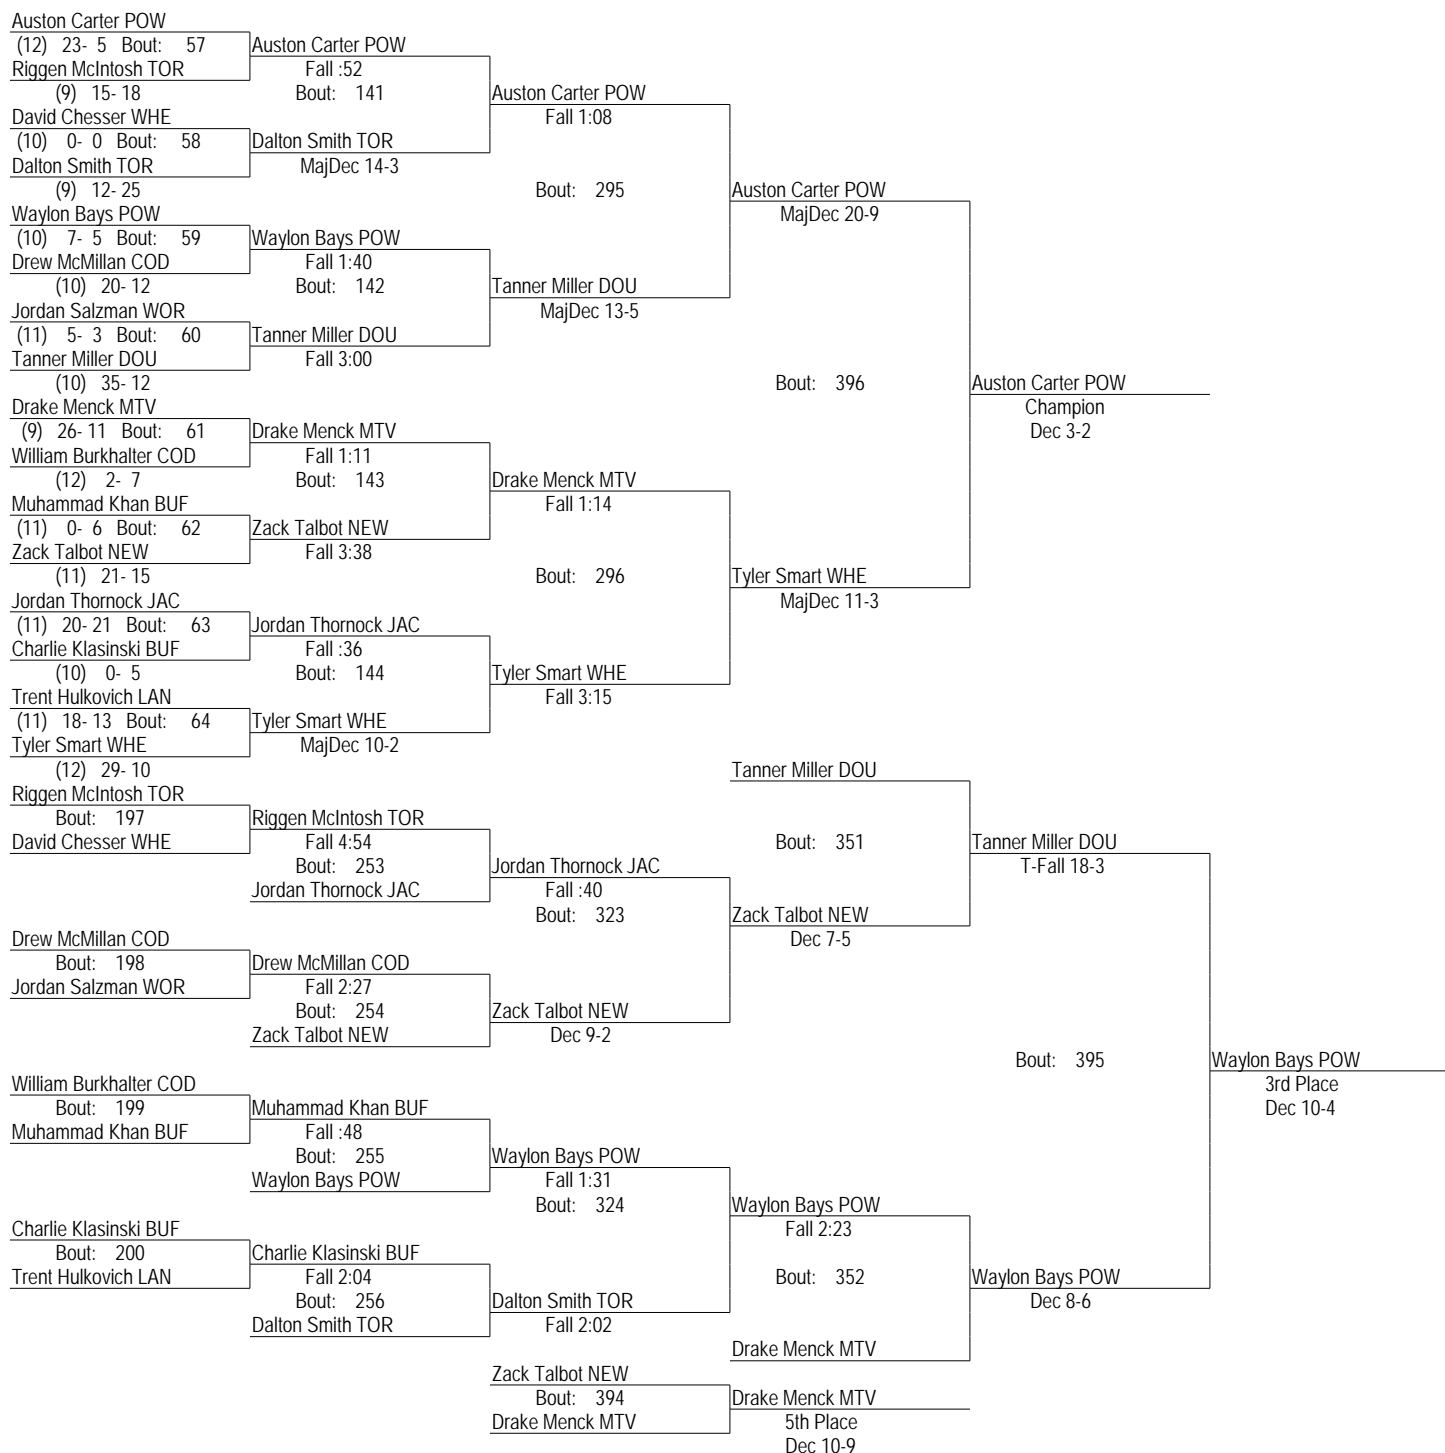 Auston Carter POW
(12) 23- 5 Bout: 57
Auston Carter POW
Riggen McIntosh TOR
Fall :52
(9) 15- 18
Bout: 141
Auston Carter POW
David Chesser WHE
Fall 1:08
(10) 0- 0 Bout: 58
Dalton Smith TOR
Dalton Smith TOR
MajDec 14-3
(9) 12- 25
Bout: 295
Auston Carter POW
Waylon Bays POW
MajDec 20-9
(10) 7- 5 Bout: 59
Waylon Bays POW
Drew McMillan COD
Fall 1:40
(10) 20- 12
Bout: 142
Tanner Miller DOU
Jordan Salzman WOR
MajDec 13-5
(11) 5- 3 Bout: 60
Tanner Miller DOU
Tanner Miller DOU
Fall 3:00
(10) 35- 12
Bout: 396
Auston Carter POW
Drake Menck MTV
Champion
(9) 26- 11 Bout: 61
Drake Menck MTV
Dec 3-2
William Burkhalter COD
Fall 1:11
(12) 2- 7
Bout: 143
Drake Menck MTV
Muhammad Khan BUF
Fall 1:14
(11) 0- 6 Bout: 62
Zack Talbot NEW
Zack Talbot NEW
Fall 3:38
(11) 21- 15
Bout: 296
Tyler Smart WHE
Jordan Thornock JAC
MajDec 11-3
(11) 20- 21 Bout: 63
Jordan Thornock JAC
Charlie Klasinski BUF
Fall :36
(10) 0- 5
Bout: 144
Tyler Smart WHE
Trent Hulkovich LAN
Fall 3:15
(11) 18- 13 Bout: 64
Tyler Smart WHE
Tyler Smart WHE
MajDec 10-2
(12) 29- 10
Tanner Miller DOU
Riggen McIntosh TOR
Bout: 197
Riggen McIntosh TOR
David Chesser WHE
Fall 4:54
Bout: 351
Tanner Miller DOU
Bout: 253
Jordan Thornock JAC
T-Fall 18-3
Jordan Thornock JAC
Fall :40
Bout: 323
Zack Talbot NEW
Drew McMillan COD
Dec 7-5
Bout: 198
Drew McMillan COD
Jordan Salzman WOR
Fall 2:27
Bout: 254
Zack Talbot NEW
Zack Talbot NEW
Dec 9-2
Bout: 395
Waylon Bays POW
William Burkhalter COD
3rd Place
Bout: 199
Muhammad Khan BUF
Dec 10-4
Muhammad Khan BUF
Fall :48
Bout: 255
Waylon Bays POW
Waylon Bays POW
Fall 1:31
Bout: 324
Waylon Bays POW
Charlie Klasinski BUF
Fall 2:23
Bout: 200
Charlie Klasinski BUF
Trent Hulkovich LAN
Fall 2:04
Bout: 352
Waylon Bays POW
Bout: 256
Dalton Smith TOR
Dec 8-6
Dalton Smith TOR
Fall 2:02
Drake Menck MTV
Zack Talbot NEW
Bout: 394
Drake Menck MTV
Drake Menck MTV
5th Place
Dec 10-9